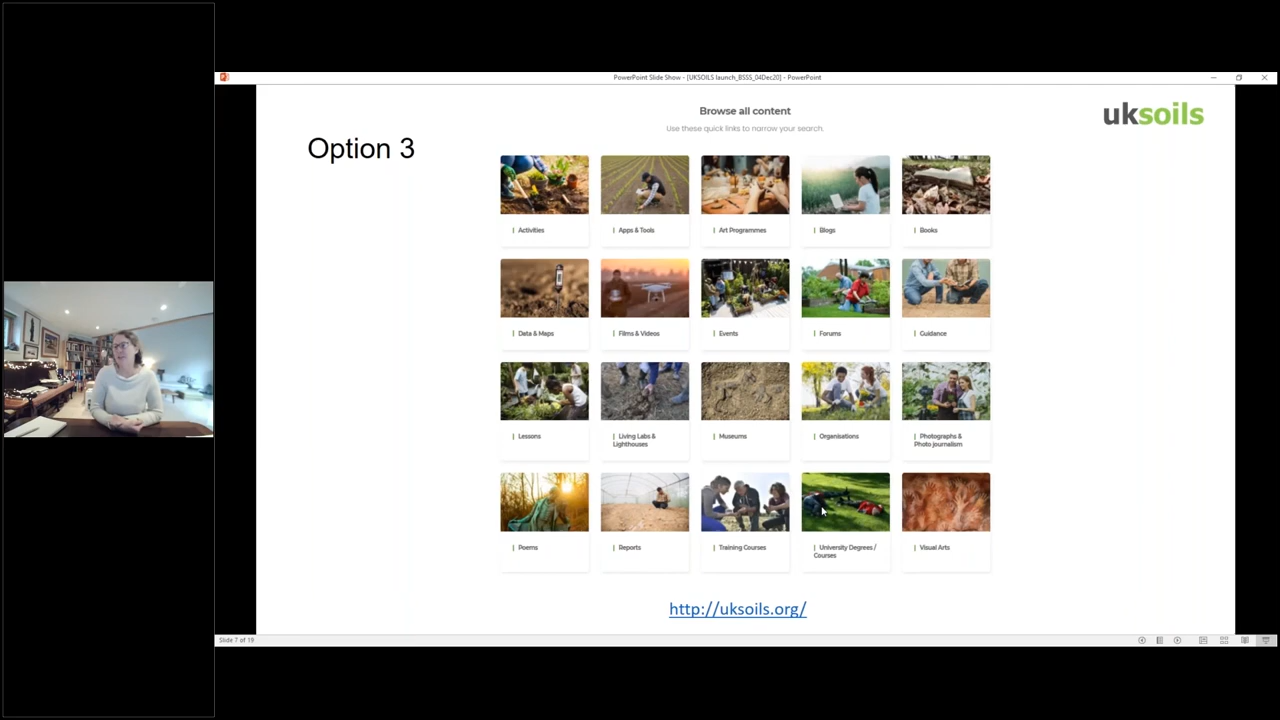 PowerPoint Slide Show - [UKSOILS launch_BSSS_04Dec20] - PowerPoint
Browse all content
Use these quick links to narrow your search.
uksoils
Option 3
Activities
Apps & Tools
Art Programmes
Blogs
Books
Data & Maps
Films & Videos
Events
Forums
Guidance
Lessons
Living Labs &
Lighthouses
Museums
Organisations
Photographs &
Photo journalism
Poems
Reports
Training Courses
University Degrees /
Courses
Visual Arts
http://uksoils.org/
Slide 7 of 19